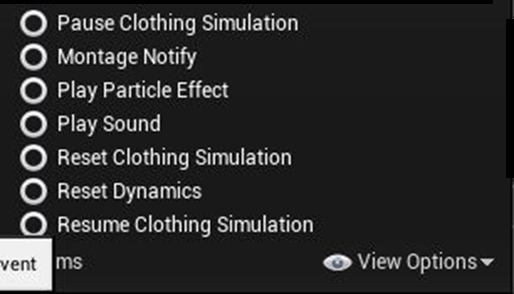 Pause Clothing Simulation
Montage Notify
Play Particle Effect
Play Sound
Reset Clothing Simulation
Reset Dynamics
Resume Clothing Simulation
vent ms View Options